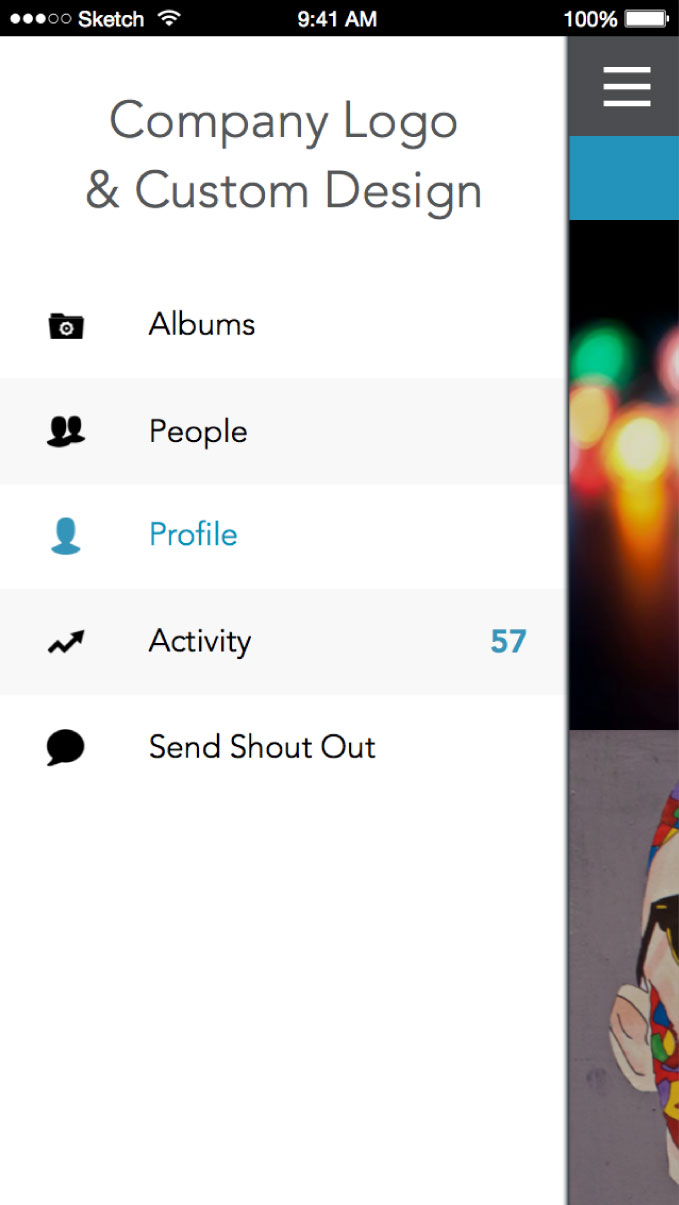 Sketch 9:41 AM 100%
Company Logo
& Custom Design
Albums
People
Profile
Activity 57
Send Shout Out